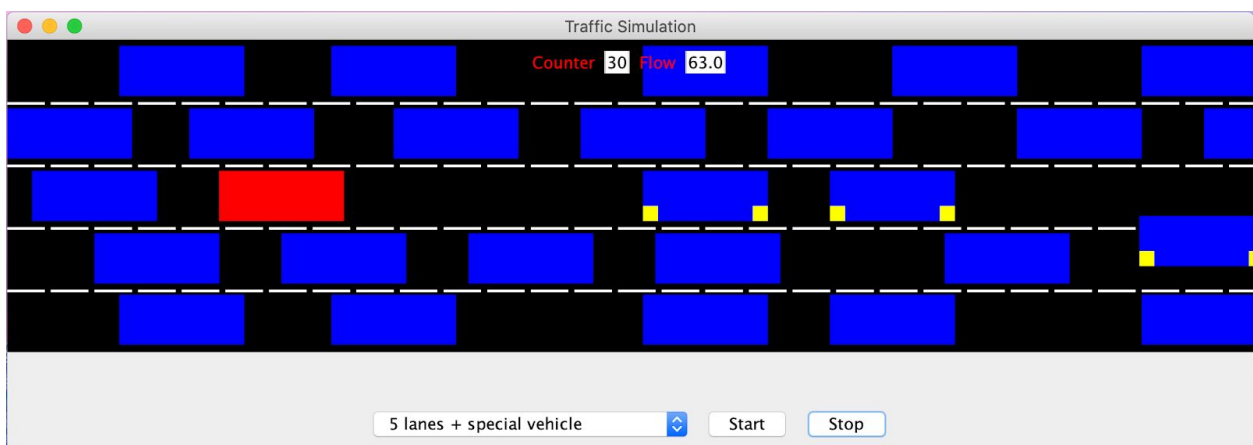 Traffic Simulation
Counter 30 Flow 63.0
5 lanes + special vehicle Start Stop